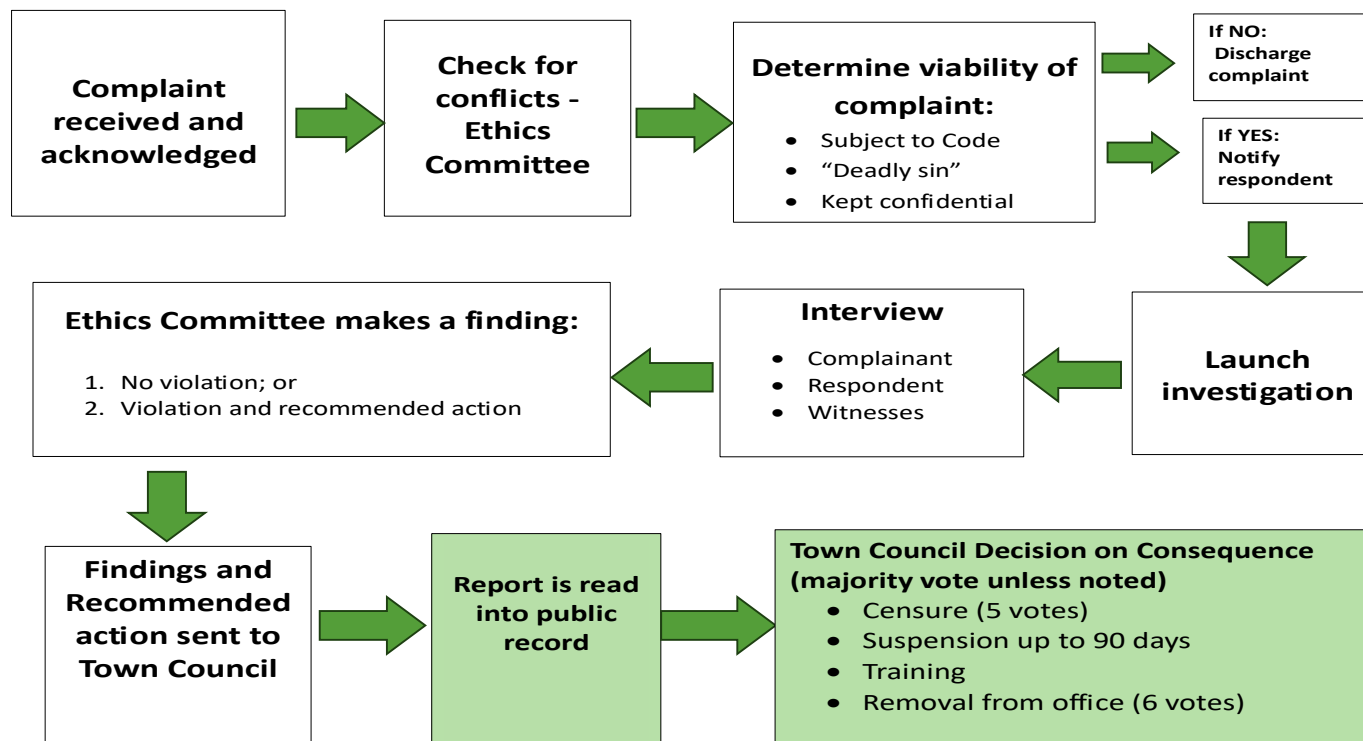 Complaint
received and
acknowledged
Check for
conflicts -
Ethics
Committee
Determine viability of
complaint:
• Subject to Code
• “Deadly sin”
• Kept confidential
If NO:
Discharge
complaint
If YES:
Notify
respondent
Launch
investigation
Interview
• Complainant
• Respondent
• Witnesses
Ethics Committee makes a finding:
1. No violation; or
2. Violation and recommended action
Findings and
Recommended
action sent to
Town Council
Report is read
into public
record
Town Council Decision on Consequence
(majority vote unless noted)
• Censure (5 votes)
• Suspension up to 90 days
• Training
• Removal from office (6 votes)